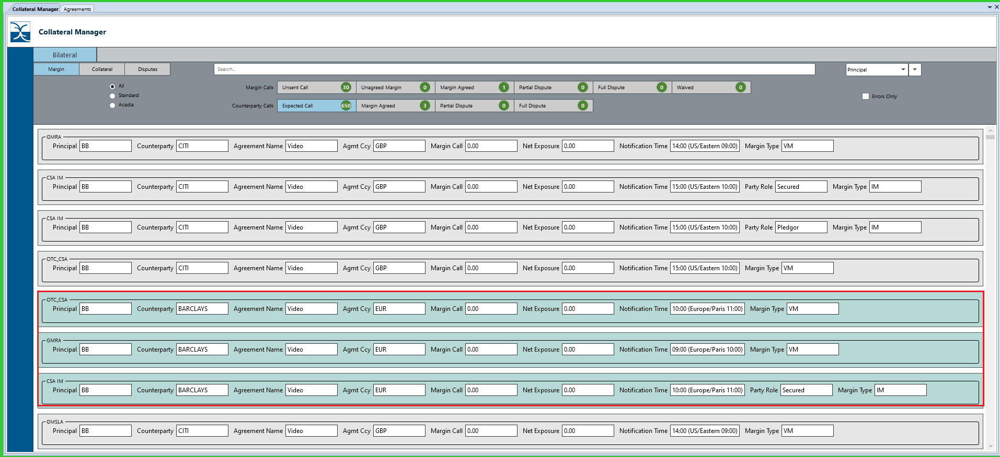 Collateral Manager Agreements
Collateral Manager
Bilateral
Margin Collateral Disputes Search... Principal
All
Standard
Acadia
Margin Calls Unsent Call 30 Unagreed Margin 0 Margin Agreed 1 Partial Dispute 0 Full Dispute 0 Waived 0
Errors Only
Counterparty Calls Expected Call 650 Margin Agreed 3 Partial Dispute 0 Full Dispute 0
GMRA
Principal BB Counterparty CITI Agreement Name Video Agmt Ccy GBP Margin Call 0.00 Net Exposure 0.00 Notification Time 14:00 (US/Eastern 09:00) Margin Type VM
CSA IM
Principal BB Counterparty CITI Agreement Name Video Agmt Ccy GBP Margin Call 0.00 Net Exposure 0.00 Notification Time 15:00 (US/Eastern 10:00) Party Role Secured Margin Type IM
CSA IM
Principal BB Counterparty CITI Agreement Name Video Agmt Ccy GBP Margin Call 0.00 Net Exposure 0.00 Notification Time 15:00 (US/Eastern 10:00) Party Role Pledgor Margin Type IM
OTC_CSA
Principal BB Counterparty CITI Agreement Name Video Agmt Ccy GBP Margin Call 0.00 Net Exposure 0.00 Notification Time 15:00 (US/Eastern 10:00) Margin Type VM
OTC_CSA
Principal BB Counterparty BARCLAYS Agreement Name Video Agmt Ccy EUR Margin Call 0.00 Net Exposure 0.00 Notification Time 10:00 (Europe/Paris 11:00) Margin Type VM
GMRA
Principal BB Counterparty BARCLAYS Agreement Name Video Agmt Ccy EUR Margin Call 0.00 Net Exposure 0.00 Notification Time 09:00 (Europe/Paris 10:00) Margin Type VM
CSA IM
Principal BB Counterparty BARCLAYS Agreement Name Video Agmt Ccy EUR Margin Call 0.00 Net Exposure 0.00 Notification Time 10:00 (Europe/Paris 11:00) Party Role Secured Margin Type IM
GMSLA
Principal BB Counterparty CITI Agreement Name Video Agmt Ccy GBP Margin Call 0.00 Net Exposure 0.00 Notification Time 14:00 (US/Eastern 09:00) Margin Type VM